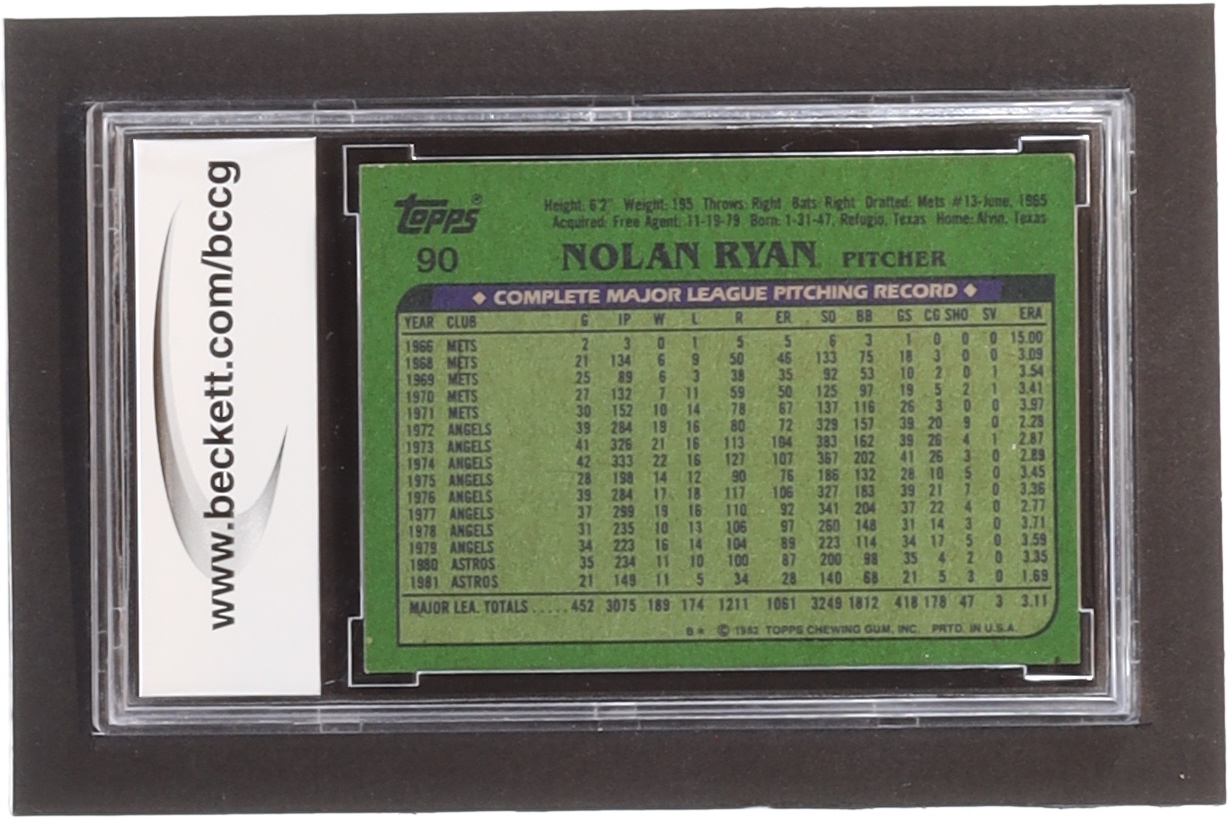 www.beckett.com/bccg
TOPPS®
Height: 6'2" Weight: 195 Throws: Right Bats: Right Drafted: Mets #13-June, 1965
Acquired: Free Agent: 11-19-79 Born: 1-31-47, Refugio, Texas Home: Alvin, Texas
90 NOLAN RYAN PITCHER
◆ COMPLETE MAJOR LEAGUE PITCHING RECORD ◆
YEAR CLUB G IP W L R ER SO BB GS CG SHO SV ERA
1966 METS 2 3 0 1 5 5 6 3 1 0 0 0 15.00
1968 METS 21 134 6 9 50 46 133 75 18 3 0 0 3.09
1969 METS 25 89 6 3 38 35 92 53 10 2 0 1 3.54
1970 METS 27 132 7 11 59 50 125 97 19 5 2 1 3.41
1971 METS 30 152 10 14 78 67 137 116 26 3 0 0 3.97
1972 ANGELS 39 284 19 16 80 72 329 157 39 20 9 0 2.28
1973 ANGELS 41 326 21 16 113 104 383 162 39 26 4 1 2.87
1974 ANGELS 42 333 22 16 127 107 367 202 41 26 3 0 2.89
1975 ANGELS 28 198 14 12 90 76 186 132 28 10 5 0 3.45
1976 ANGELS 39 284 17 18 117 106 327 183 39 21 7 0 3.36
1977 ANGELS 37 299 19 16 110 92 341 204 37 22 4 0 2.77
1978 ANGELS 31 235 10 13 106 97 260 148 31 14 3 0 3.71
1979 ANGELS 34 223 16 14 104 89 223 114 34 17 5 0 3.59
1980 ASTROS 35 234 11 10 100 87 200 98 35 4 2 0 3.35
1981 ASTROS 21 149 11 5 34 28 140 68 21 5 3 0 1.69
MAJOR LEA. TOTALS..... 452 3075 189 174 1211 1061 3249 1812 418 178 47 3 3.11
B* © 1982 TOPPS CHEWING GUM, INC. PRTD. IN U.S.A.